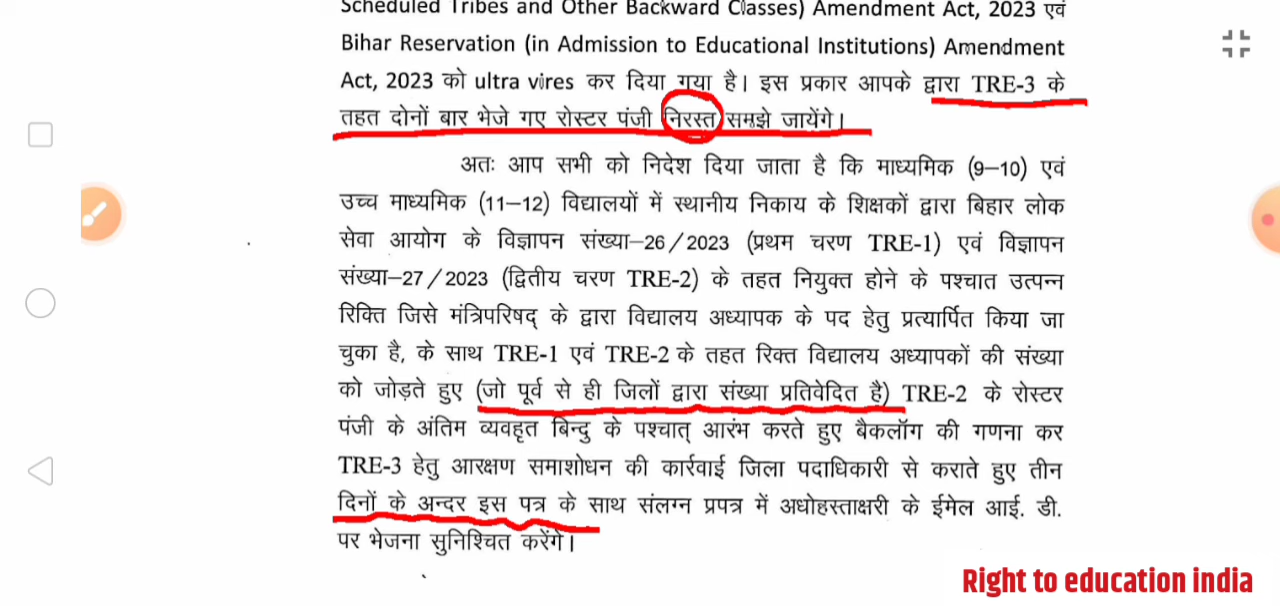 Scheduled Tribes and Other Backward Classes) Amendment Act, 2023 एवं
Bihar Reservation (in Admission to Educational Institutions) Amendment
Act, 2023 को ultra vires कर दिया गया है। इस प्रकार आपके द्वारा TRE-3 के
तहत दोनों बार भेजे गए रोस्टर पंजी निरस्त समझे जायेंगे।
अतः आप सभी को निदेश दिया जाता है कि माध्यमिक (9–10) एवं
उच्च माध्यमिक (11–12) विद्यालयों में स्थानीय निकाय के शिक्षकों द्वारा बिहार लोक
सेवा आयोग के विज्ञापन संख्या–26/2023 (प्रथम चरण TRE-1) एवं विज्ञापन
संख्या–27/2023 (द्वितीय चरण TRE-2) के तहत नियुक्त होने के पश्चात उत्पन्न
रिक्ति जिसे मंत्रिपरिषद् के द्वारा विद्यालय अध्यापक के पद हेतु प्रत्यार्पित किया जा
चुका है, के साथ TRE-1 एवं TRE-2 के तहत रिक्त विद्यालय अध्यापकों की संख्या
को जोड़ते हुए (जो पूर्व से ही जिलों द्वारा संख्या प्रतिवेदित है) TRE-2 के रोस्टर
पंजी के अंतिम व्यवहृत बिन्दु के पश्चात् आरंभ करते हुए बैकलॉग की गणना कर
TRE-3 हेतु आरक्षण समाशोधन की कार्रवाई जिला पदाधिकारी से कराते हुए तीन
दिनों के अन्दर इस पत्र के साथ संलग्न प्रपत्र में अधोहस्ताक्षरी के ईमेल आई. डी.
पर भेजना सुनिश्चित करेंगे।
Right to education india